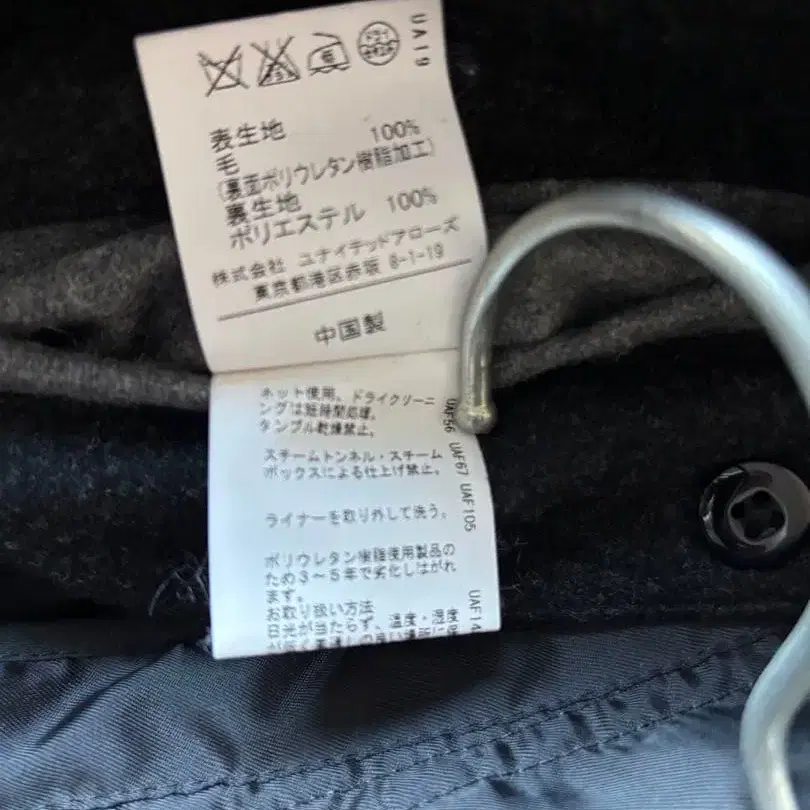 UA19
ドライ
表生地
毛 100%
(裏面ポリウレタン樹脂加工)
裏生地
ポリエステル 100%
株式会社 ユナイテッドアローズ
東京都港区赤坂 8-1-19
中国製
ネット使用、ドライクリーニ
ングは短時間処理。
タンブル乾燥禁止。
スチームトンネル・スチーム
ボックスによる仕上げ禁止。
ライナーを取り外して洗う。
ポリウレタン樹脂使用製品の
ため3~5年で劣化しはがれ
ます。
お取り扱い方法
日光が当たらず、温度・湿度
UAF56 UAF67 UAF105
UAF14